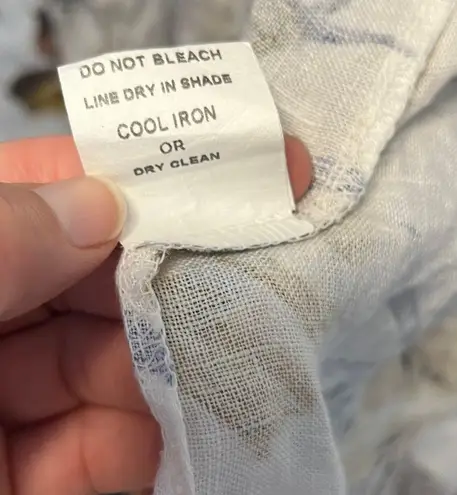 DO NOT BLEACH
LINE DRY IN SHADE
COOL IRON
OR
DRY CLEAN